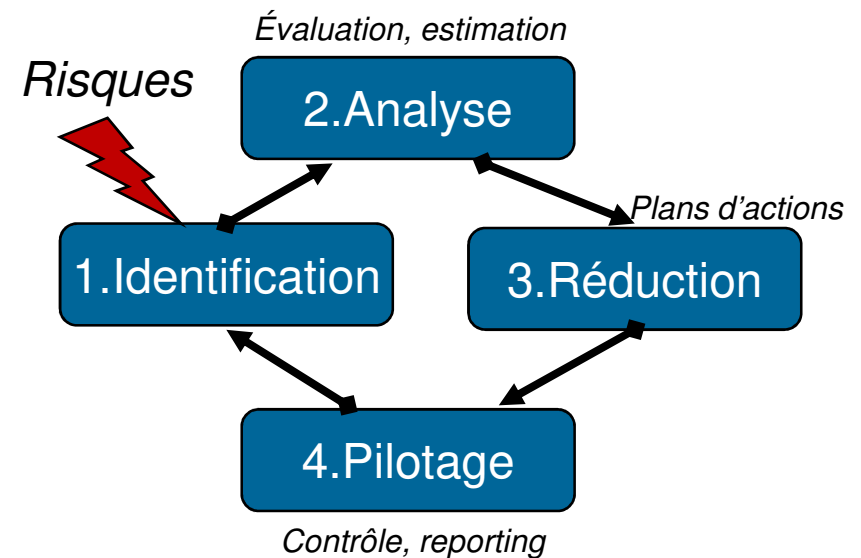 Évaluation, estimation
Risques
2.Analyse
Plans d'actions
1.Identification
3.Réduction
4.Pilotage
Contrôle, reporting